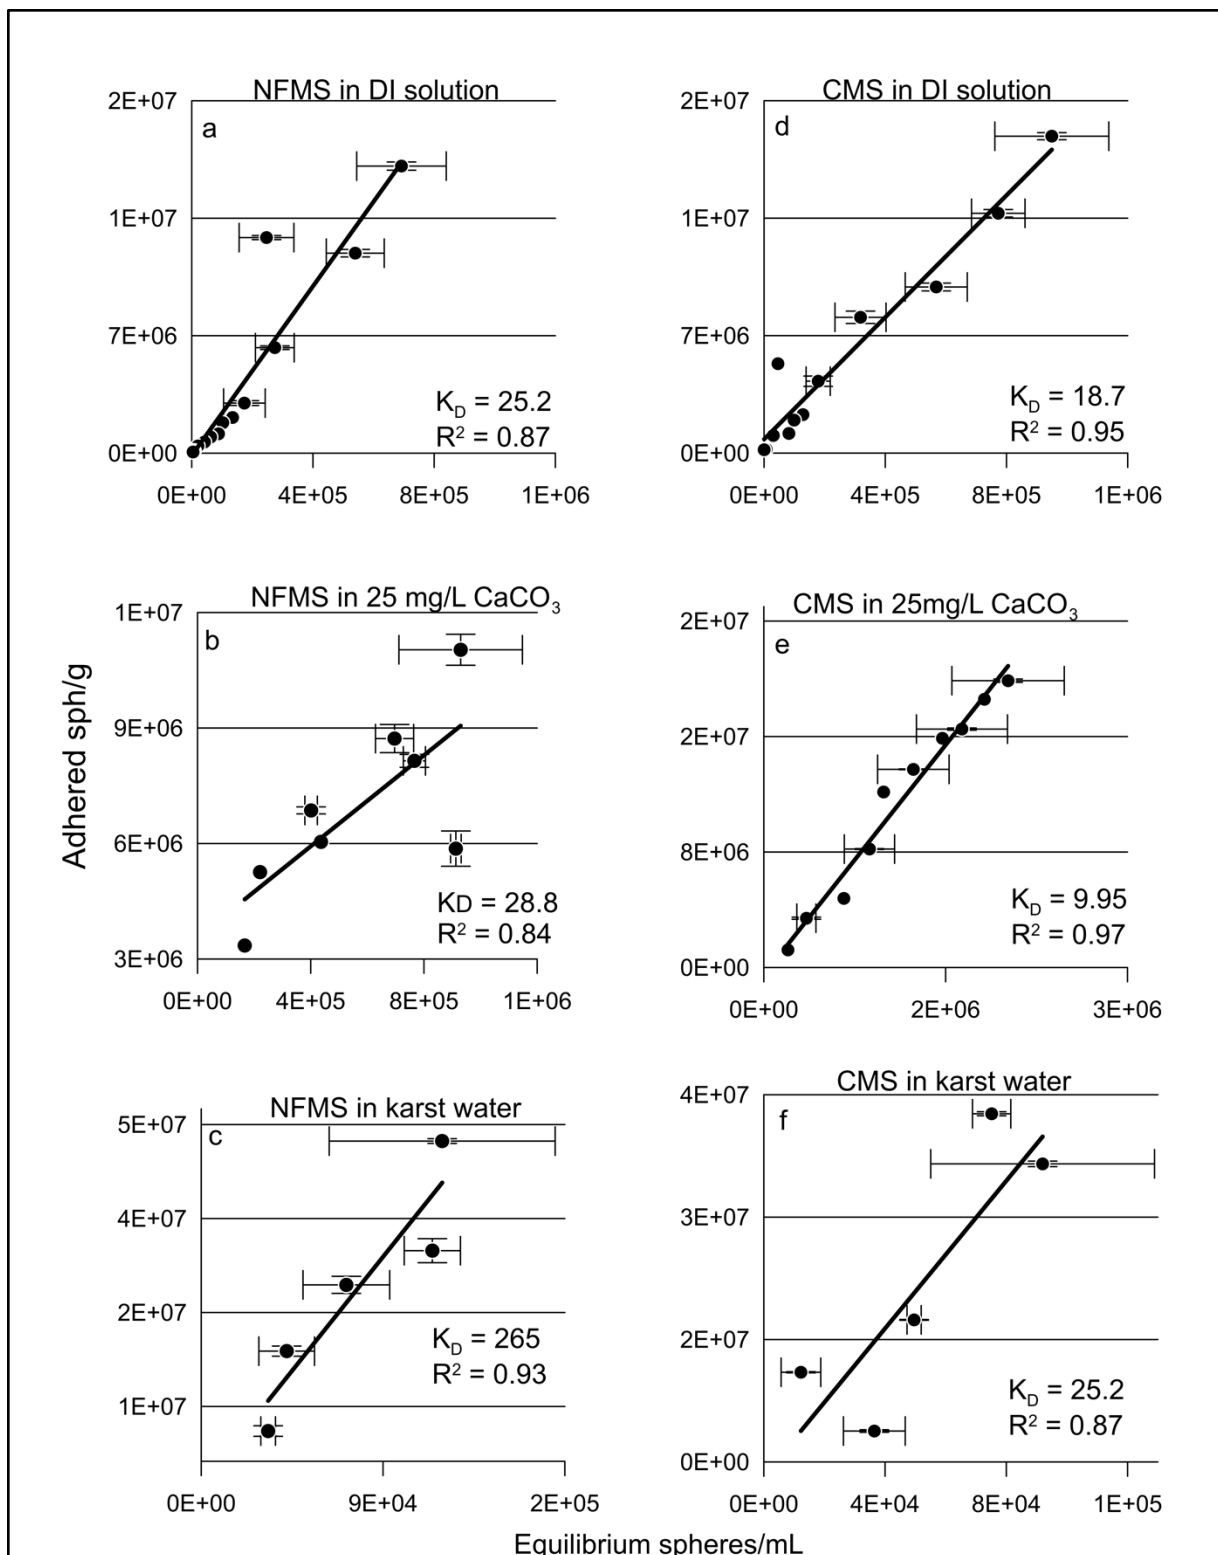 NFMS in DI solution
a
2E+07
1E+07
7E+06
0E+00
K_D = 25.2
R² = 0.87
0E+00 4E+05 8E+05 1E+06
CMS in DI solution
d
2E+07
1E+07
7E+06
0E+00
K_D = 18.7
R² = 0.95
0E+00 4E+05 8E+05 1E+06
Adhered sph/g
NFMS in 25 mg/L CaCO₃
b
1E+07
9E+06
6E+06
3E+06
KD = 28.8
R² = 0.84
0E+00 4E+05 8E+05 1E+06
CMS in 25mg/L CaCO₃
e
2E+07
2E+07
8E+06
0E+00
K_D = 9.95
R² = 0.97
0E+00 2E+06 3E+06
NFMS in karst water
c
5E+07
4E+07
2E+07
1E+07
K_D = 265
R² = 0.93
0E+00 9E+04 2E+05
CMS in karst water
f
4E+07
3E+07
2E+07
0E+00
K_D = 25.2
R² = 0.87
0E+00 4E+04 8E+04 1E+05
Equilibrium spheres/mL